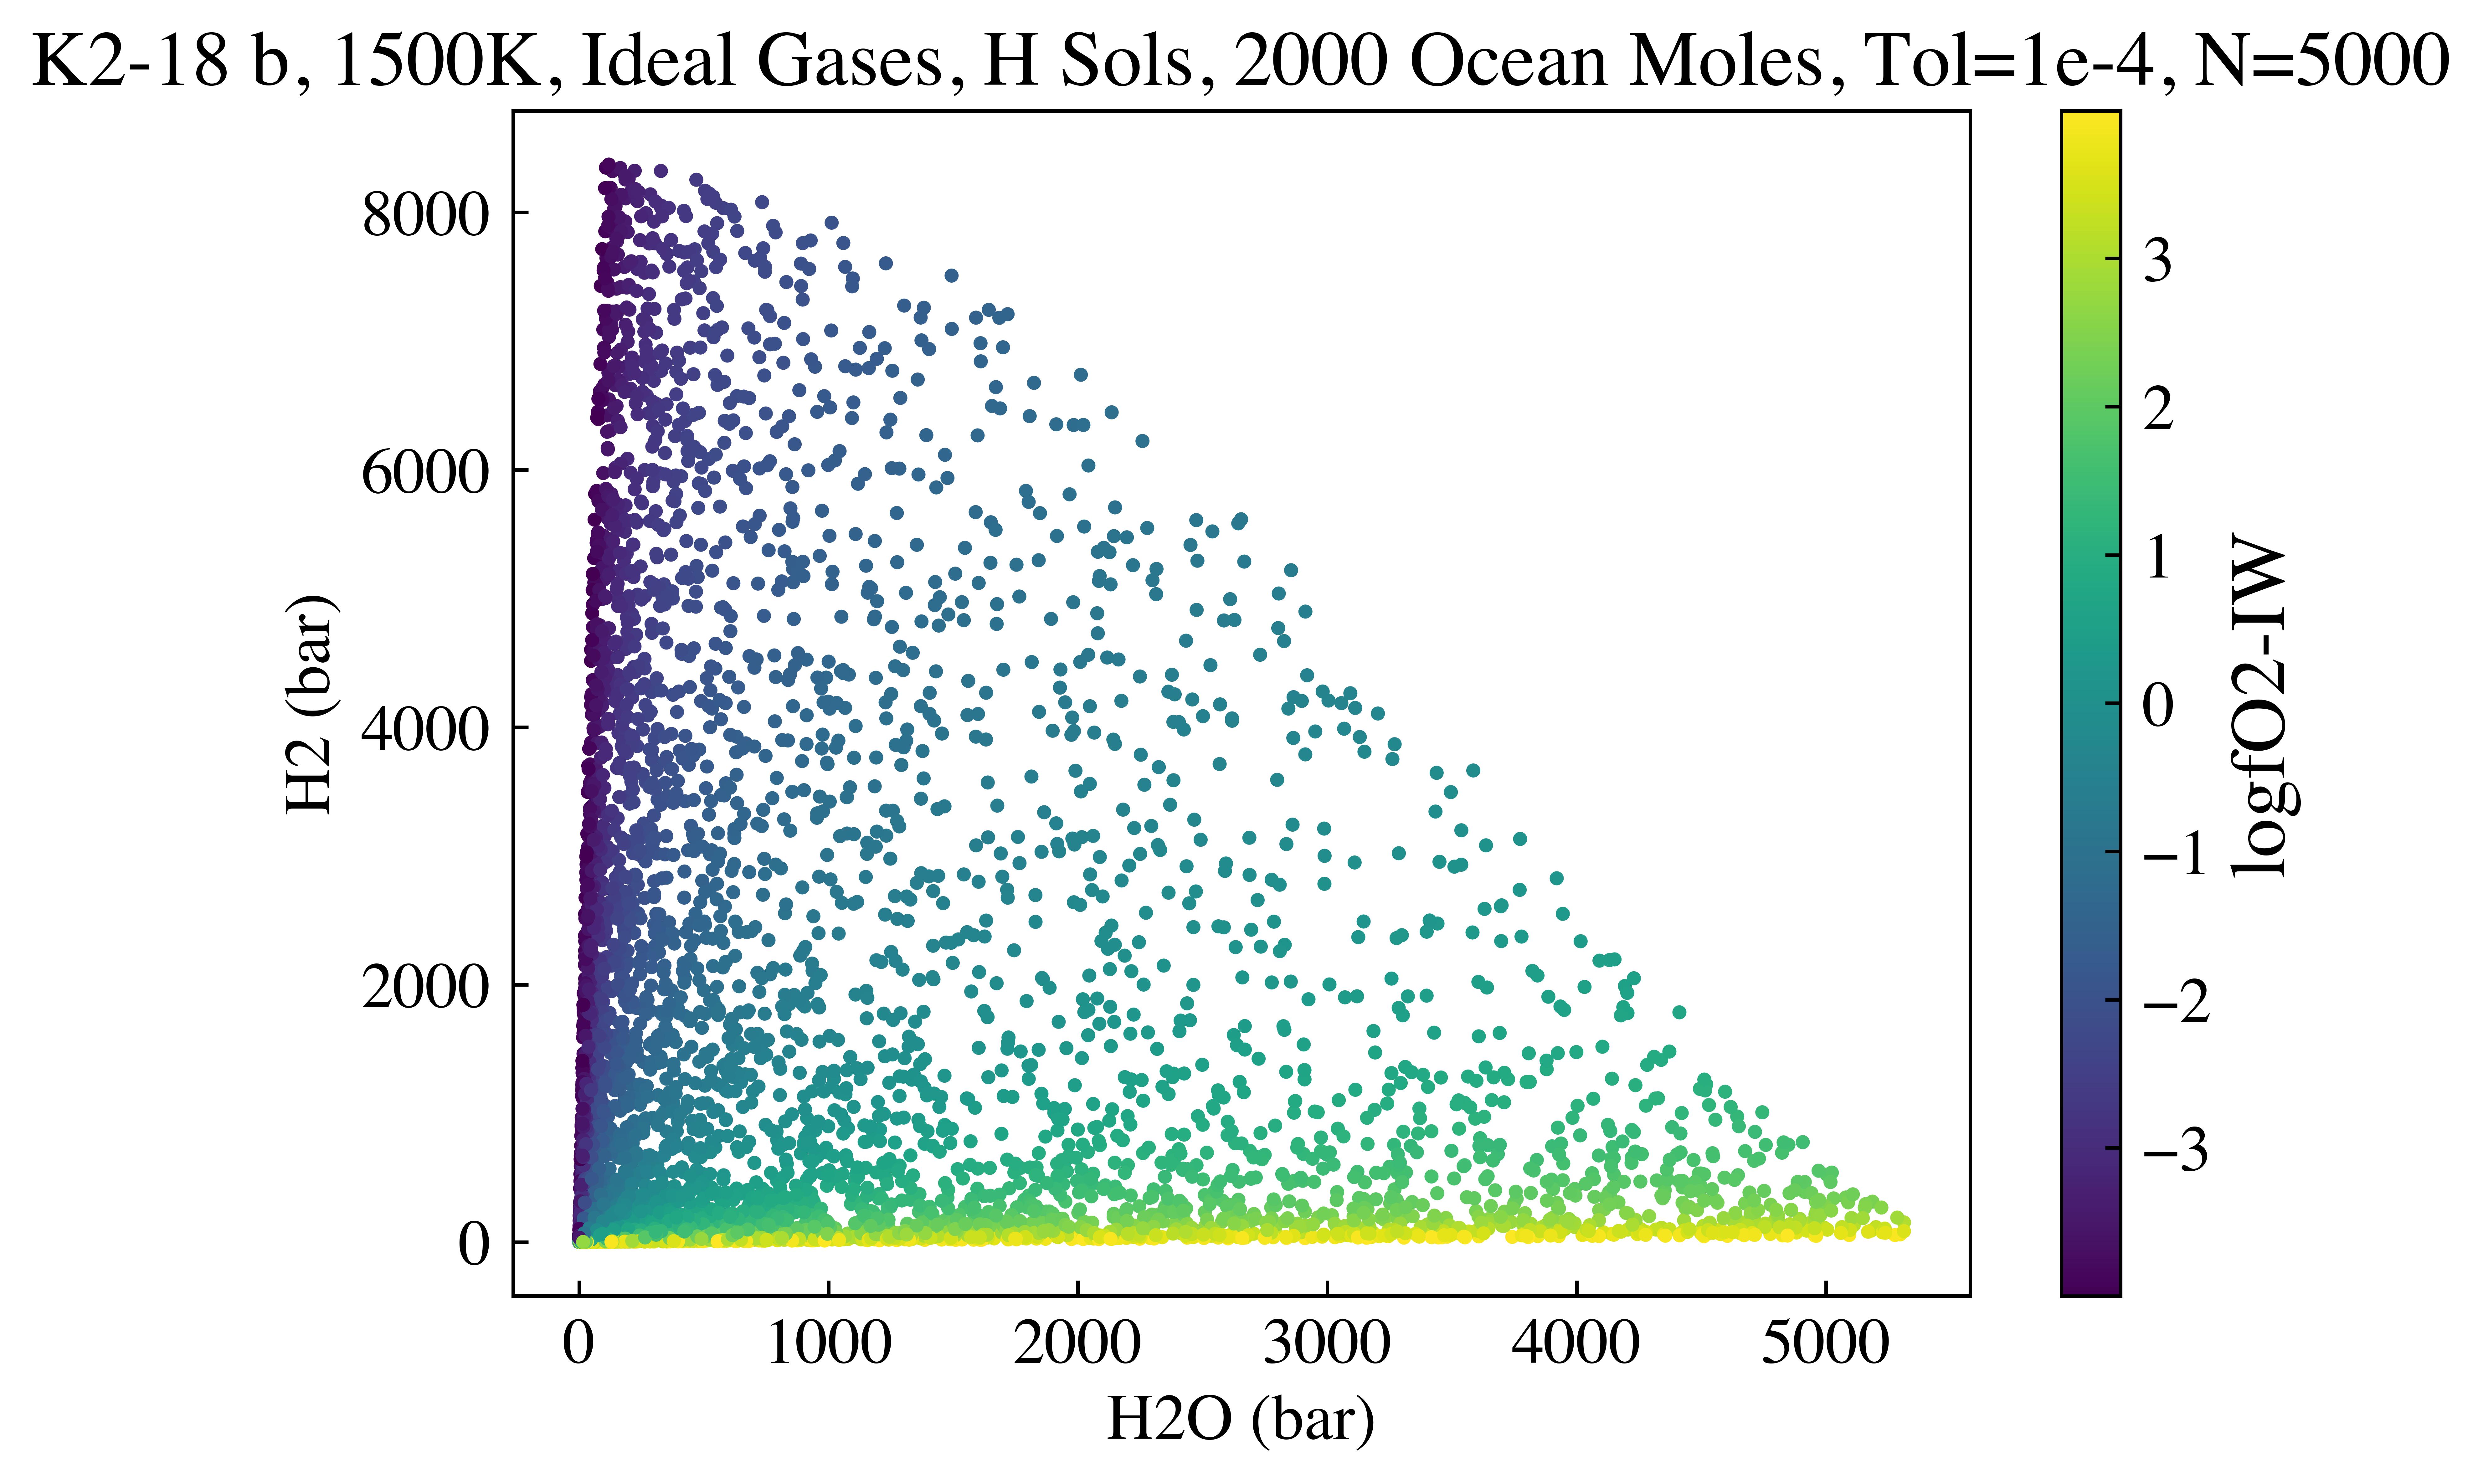 K2-18 b, 1500K, Ideal Gases, H Sols, 2000 Ocean Moles, Tol=1e-4, N=5000
8000
6000
4000
2000
0
H2 (bar)
0 1000 2000 3000 4000 5000
H2O (bar)
3
2
1
0
−1
−2
−3
logfO2-IW